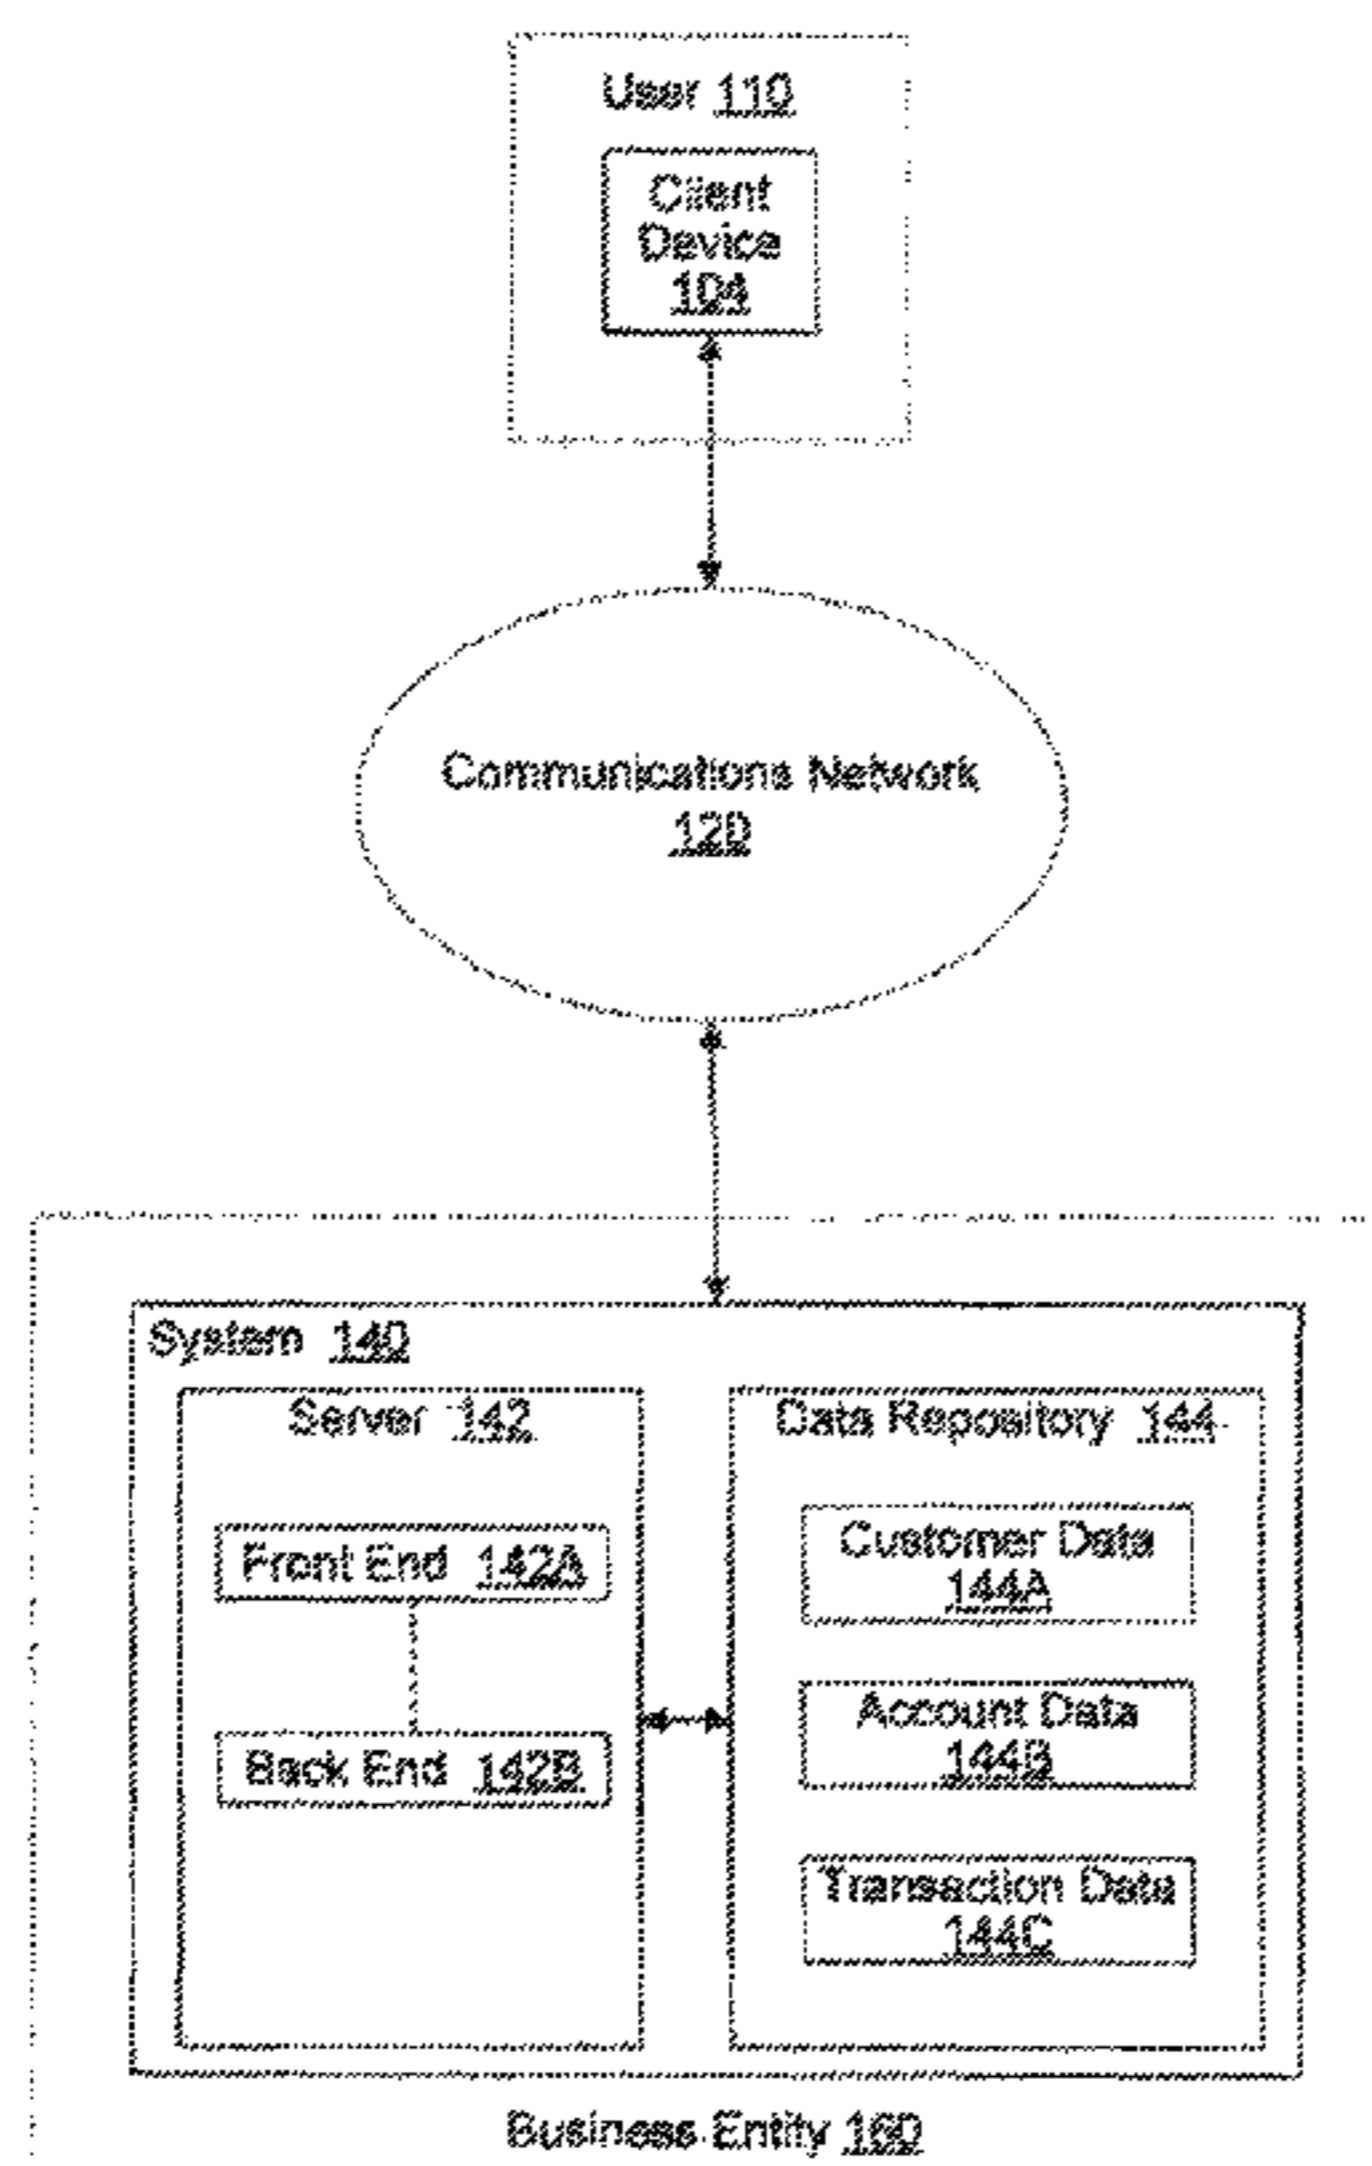 User 110
Client
Device
104
Communications Network
120
System 140
Server 142
Front End 142A
Back End 142B
Data Repository 144
Customer Data
144A
Account Data
144B
Transaction Data
144C
Business Entity 160